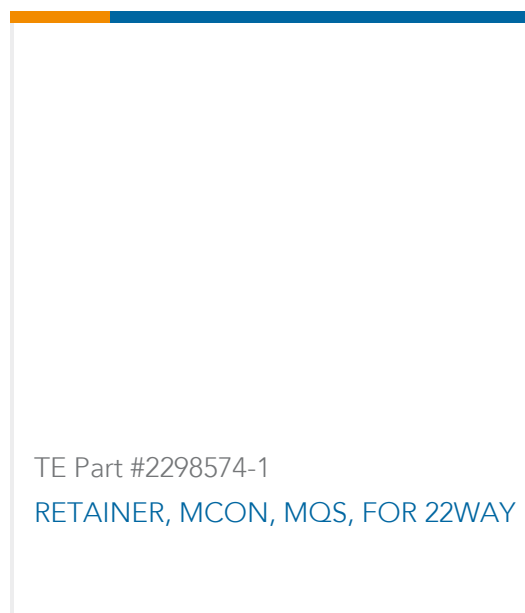 TE Part #2298574-1
RETAINER, MCON, MQS, FOR 22WAY